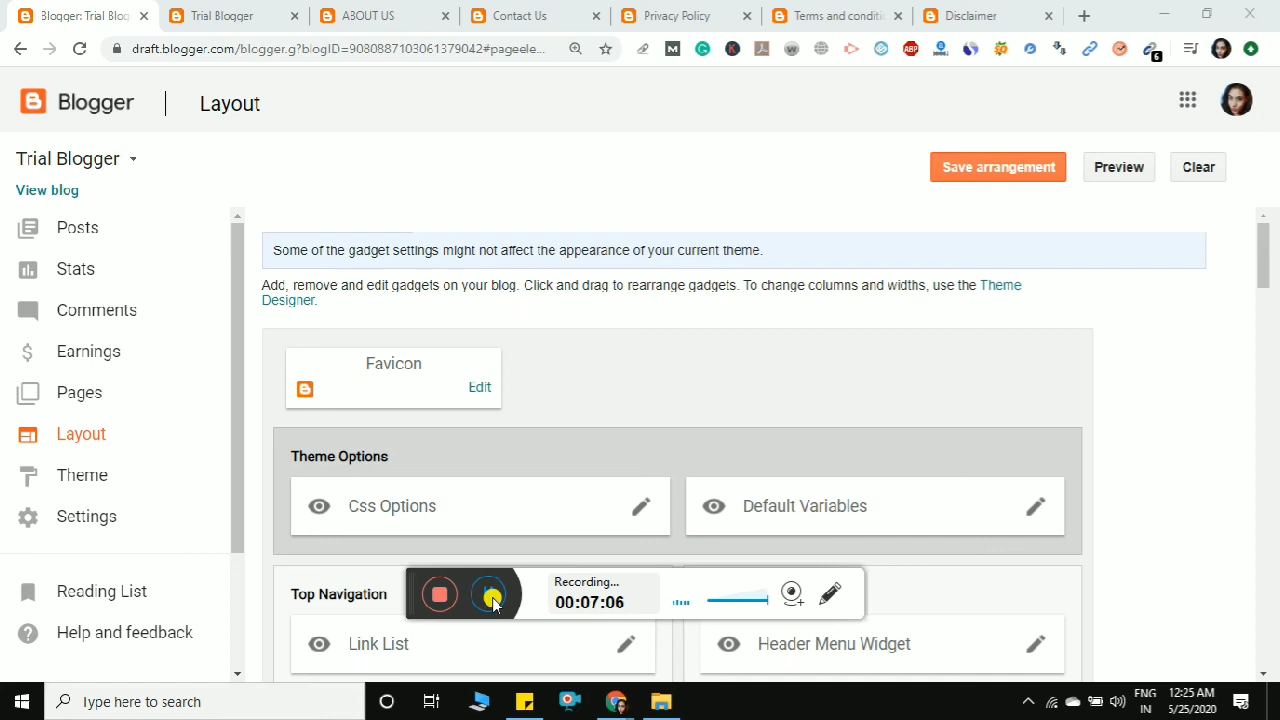 Blogger: Trial Blog
Trial Blogger
ABOUT US
Contact Us
Privacy Policy
Terms and conditi
Disclaimer
draft.blogger.com/blogger.g?blogID=9080887103061379042#pageele...
ABP
6
Blogger
Layout
Trial Blogger
View blog
Save arrangement
Preview
Clear
Posts
Stats
Comments
Earnings
Pages
Layout
Theme
Settings
Reading List
Help and feedback
Some of the gadget settings might not affect the appearance of your current theme.
Add, remove and edit gadgets on your blog. Click and drag to rearrange gadgets. To change columns and widths, use the Theme
Designer.
Favicon
Edit
Theme Options
Css Options
Default Variables
Top Navigation
Link List
Header Menu Widget
Recording...
00:07:06
Type here to search
ENG
IN
12:25 AM
5/25/2020